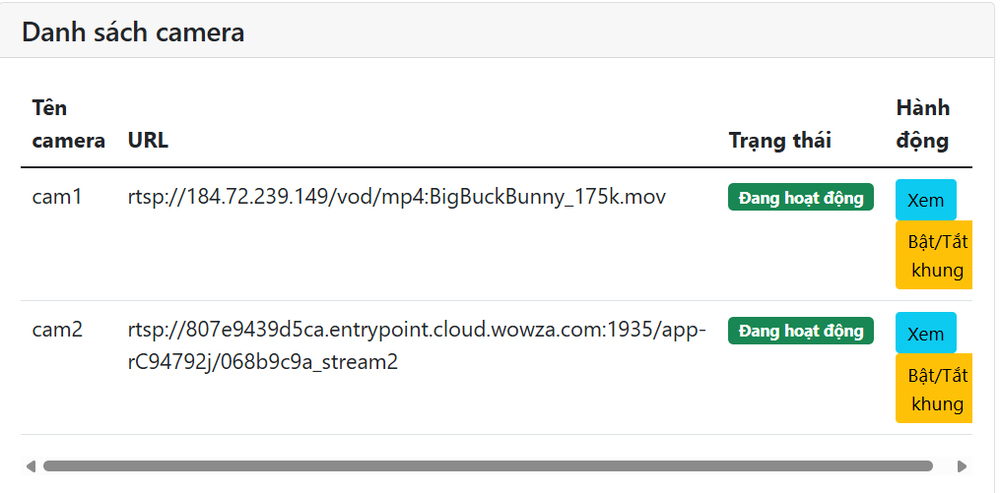 Danh sách camera
Tên
camera
URL
Trạng thái
Hành
động
cam1
rtsp://184.72.239.149/vod/mp4:BigBuckBunny_175k.mov
Đang hoạt động
Xem
Bật/Tắt
khung
cam2
rtsp://807e9439d5ca.entrypoint.cloud.wowza.com:1935/app-
rC94792j/068b9c9a_stream2
Đang hoạt động
Xem
Bật/Tắt
khung